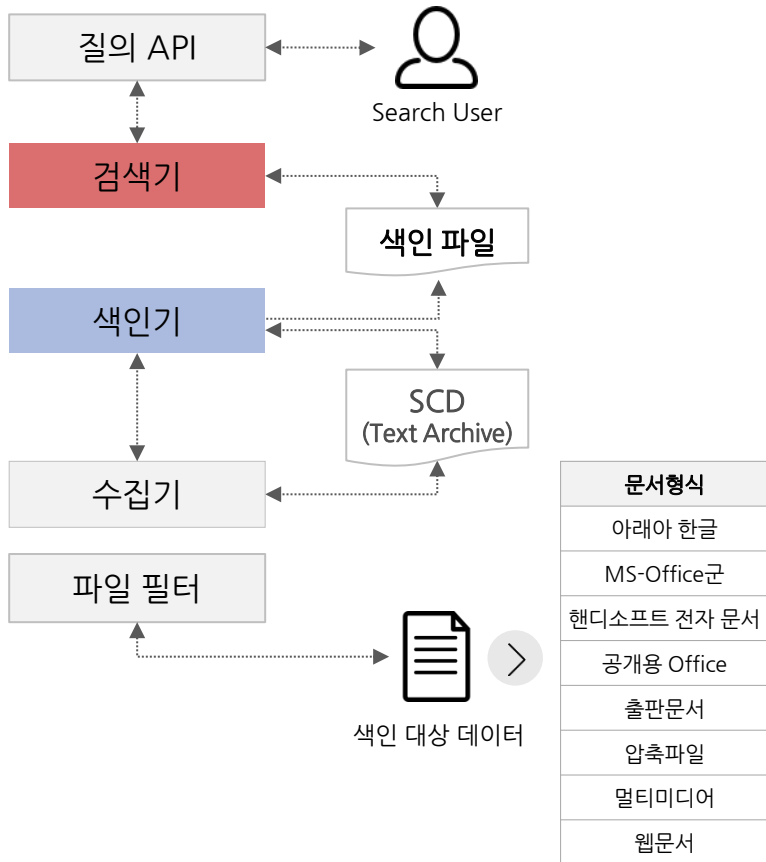 질의 API
Search User
검색기
색인 파일
색인기
SCD
(Text Archive)
수집기
파일 필터
색인 대상 데이터
문서형식
아래아 한글
MS-Office군
핸디소프트 전자 문서
공개용 Office
출판문서
압축파일
멀티미디어
웹문서